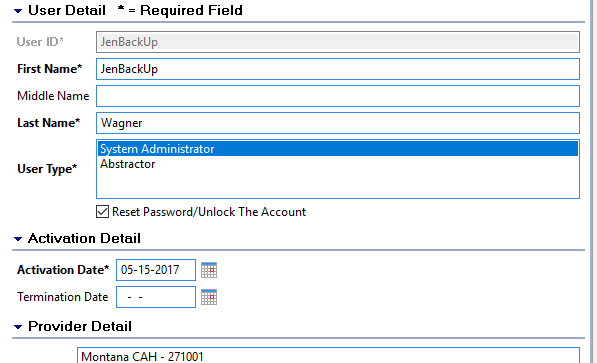 User Detail * = Required Field
User ID* JenBackUp
First Name* JenBackUp
Middle Name
Last Name* Wagner
User Type* System Administrator
Abstractor
Reset Password/Unlock The Account
Activation Detail
Activation Date* 05-15-2017
Termination Date - -
Provider Detail
Montana CAH - 271001